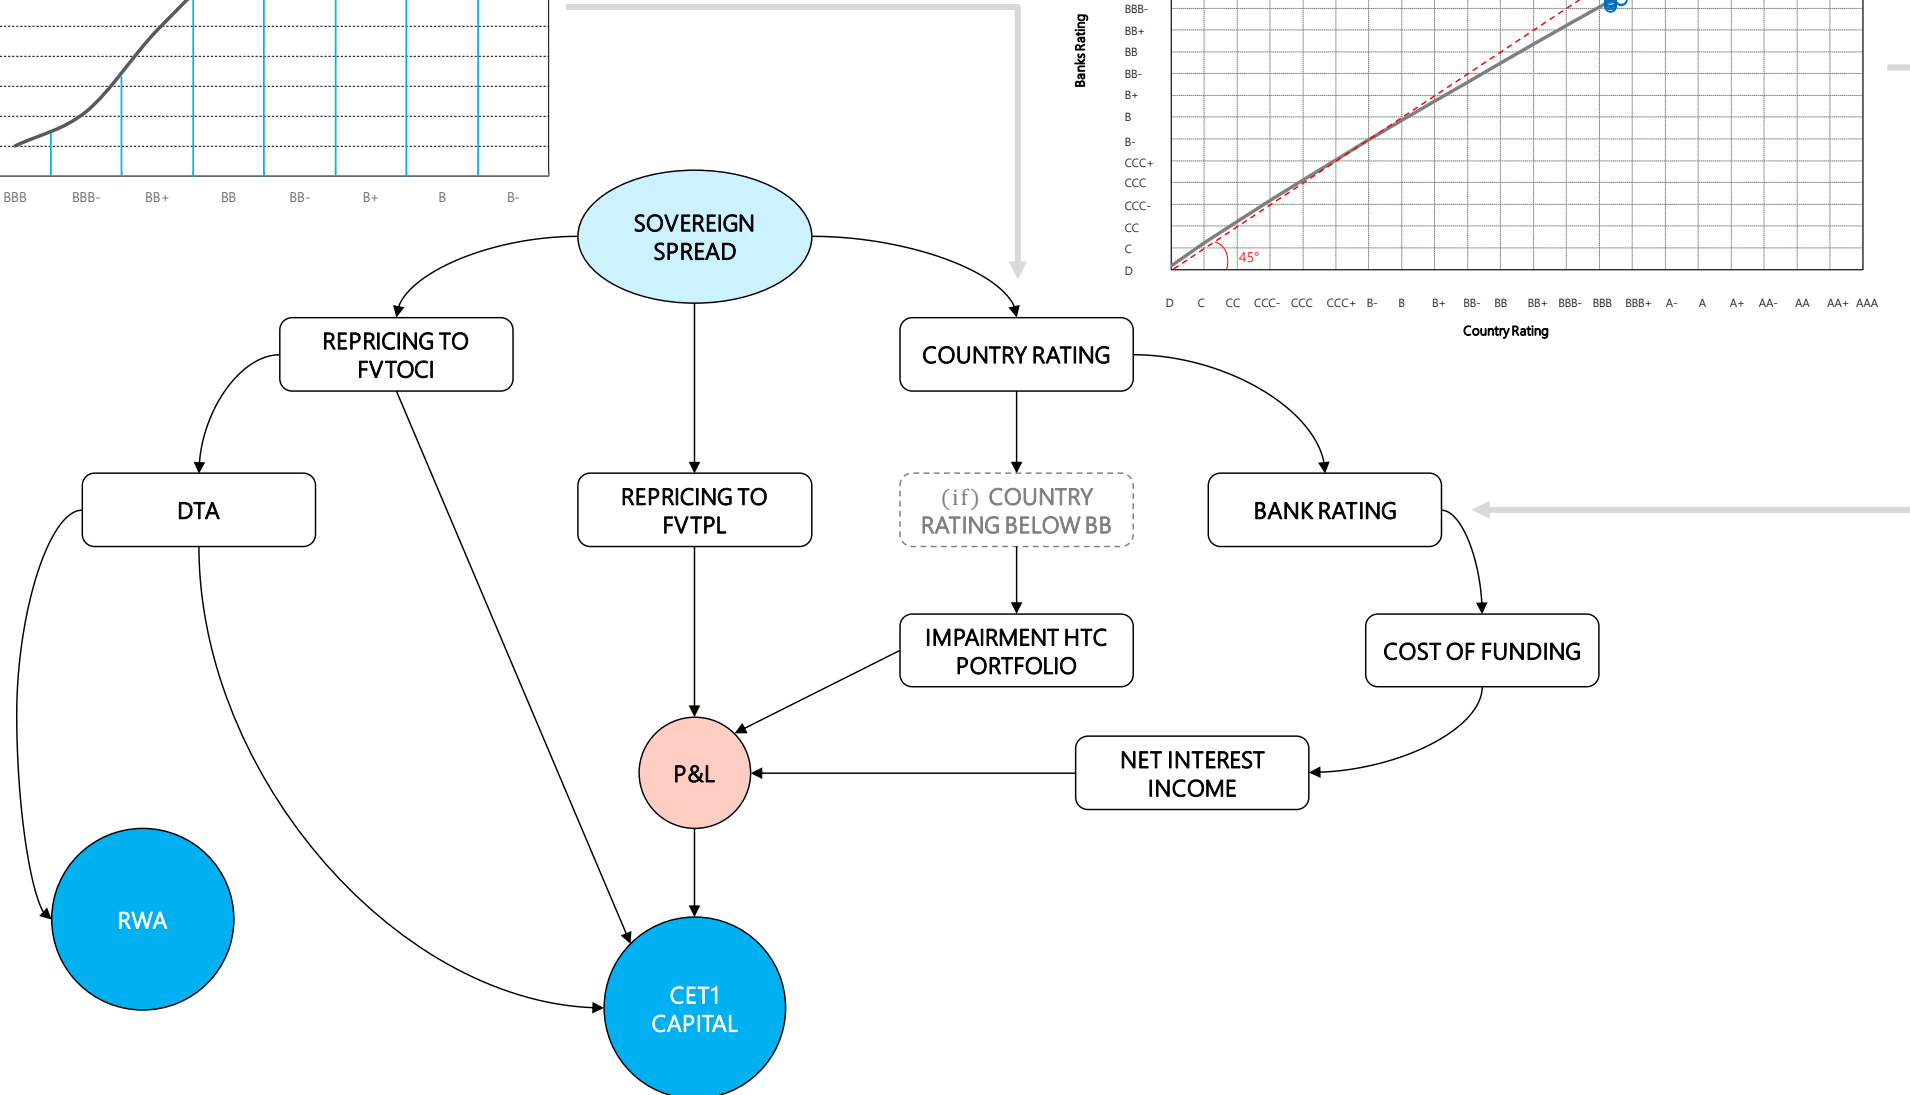 BBB BBB- BB+ BB BB- B+ B B-
Banks Rating
BBB-
BB+
BB
BB-
B+
B
B-
CCC+
CCC
CCC-
CC
C
D
45°
D C CC CCC- CCC CCC+ B- B B+ BB- BB BB+ BBB- BBB BBB+ A- A A+ AA- AA AA+ AAA
Country Rating
SOVEREIGN
SPREAD
REPRICING TO
FVTOCI
COUNTRY RATING
DTA
REPRICING TO
FVTPL
(if) COUNTRY
RATING BELOW BB
BANK RATING
IMPAIRMENT HTC
PORTFOLIO
COST OF FUNDING
P&L
NET INTEREST
INCOME
RWA
CET1
CAPITAL